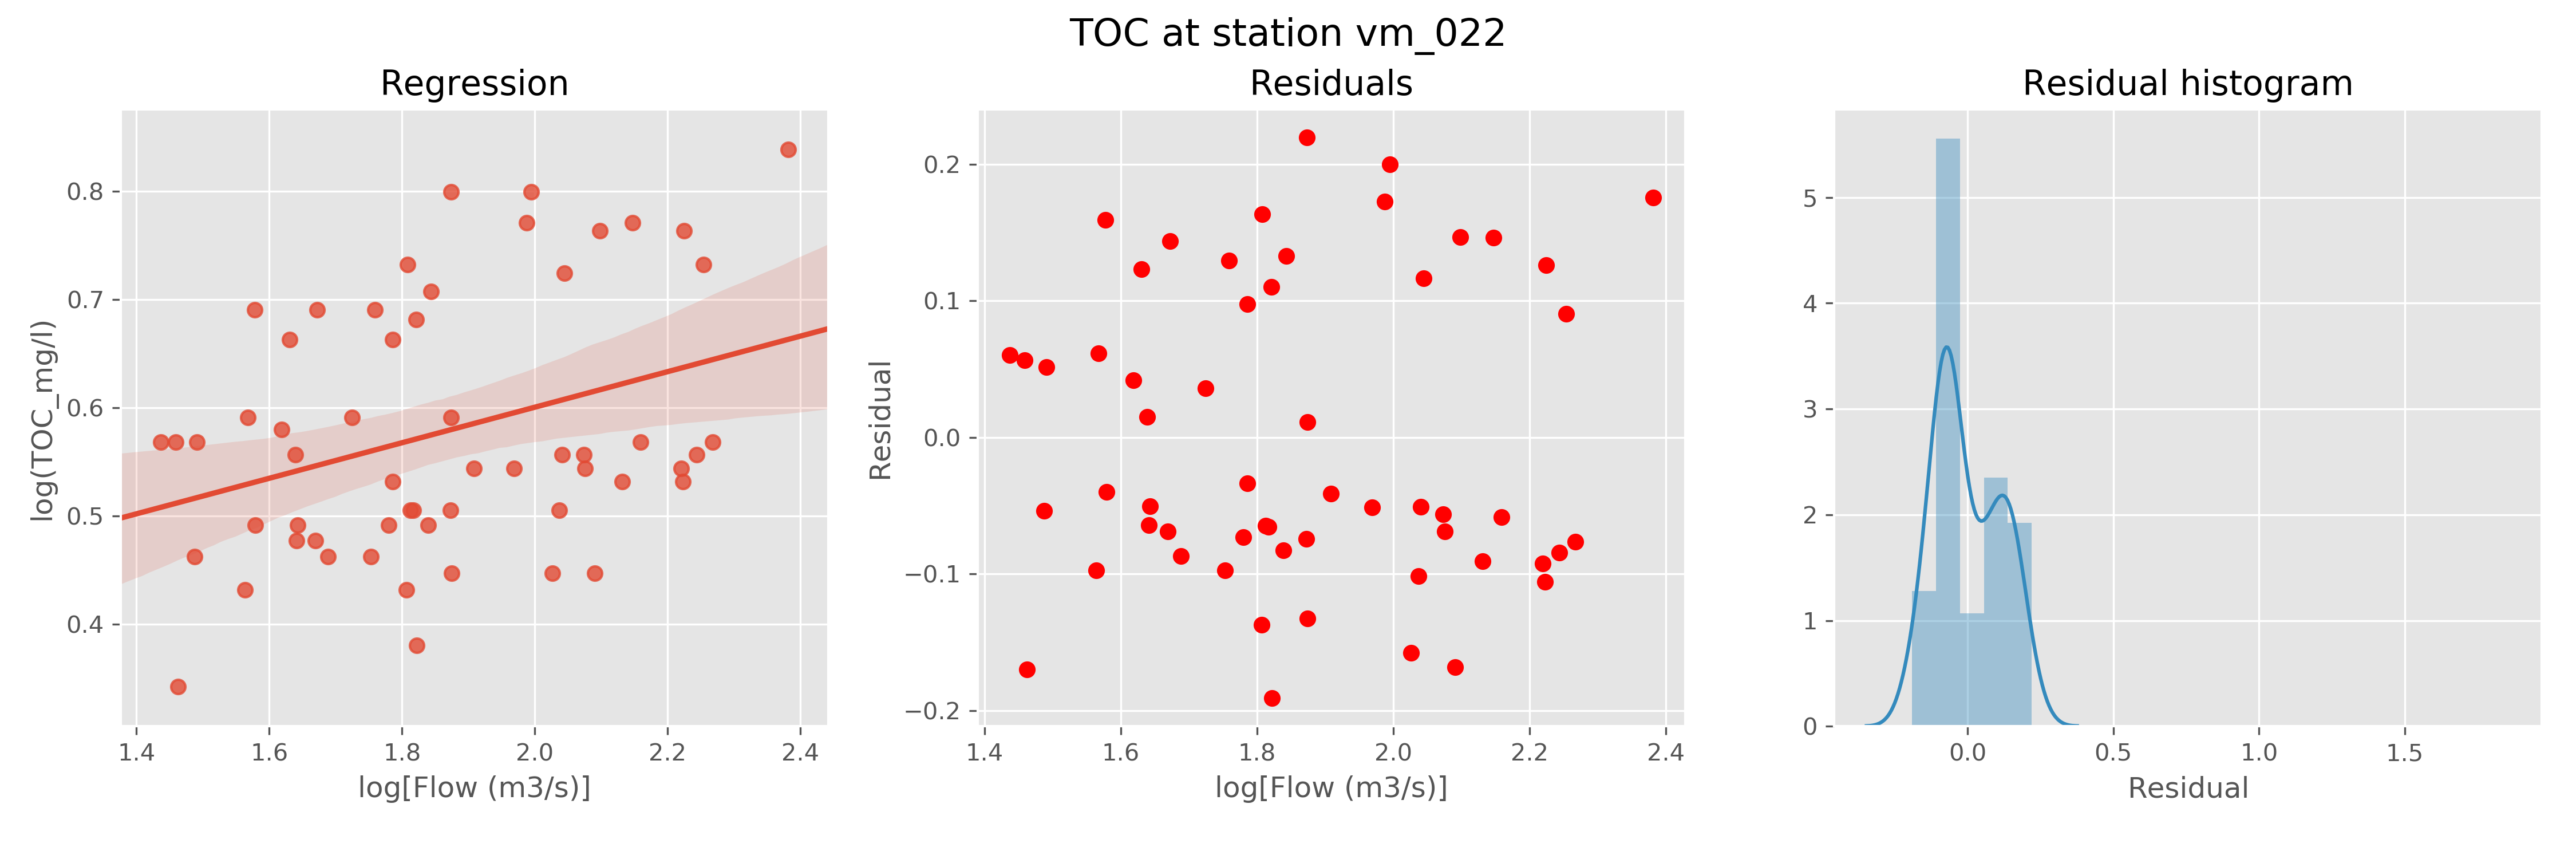 TOC at station vm_022
Regression
log(TOC_mg/l)
0.8
0.7
0.6
0.5
0.4
1.4 1.6 1.8 2.0 2.2 2.4
log[Flow (m3/s)]
Residuals
Residual
0.2
0.1
0.0
−0.1
−0.2
1.4 1.6 1.8 2.0 2.2 2.4
log[Flow (m3/s)]
Residual histogram
5
4
3
2
1
0
0.0 0.5 1.0 1.5
Residual